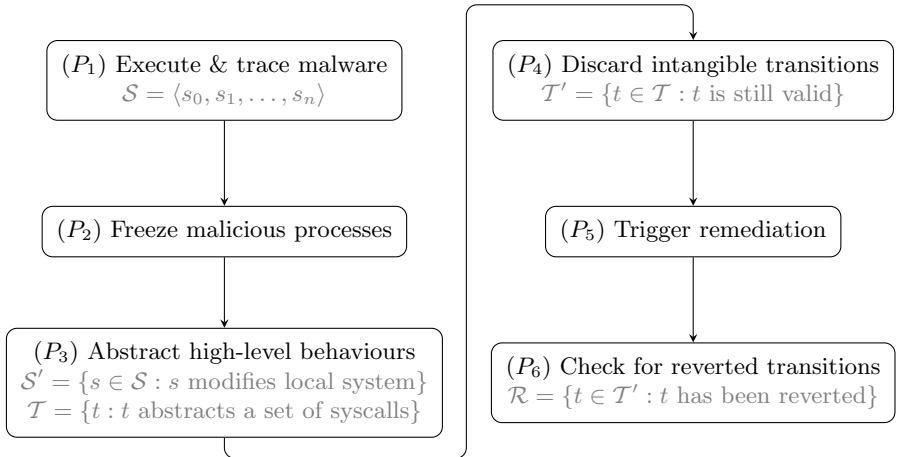 (P₁) Execute & trace malware
𝒮 = ⟨s₀, s₁, …, sₙ⟩
(P₂) Freeze malicious processes
(P₃) Abstract high-level behaviours
𝒮′ = {s ∈ 𝒮 : s modifies local system}
𝒯 = {t : t abstracts a set of syscalls}
(P₄) Discard intangible transitions
𝒯′ = {t ∈ 𝒯 : t is still valid}
(P₅) Trigger remediation
(P₆) Check for reverted transitions
ℛ = {t ∈ 𝒯′ : t has been reverted}